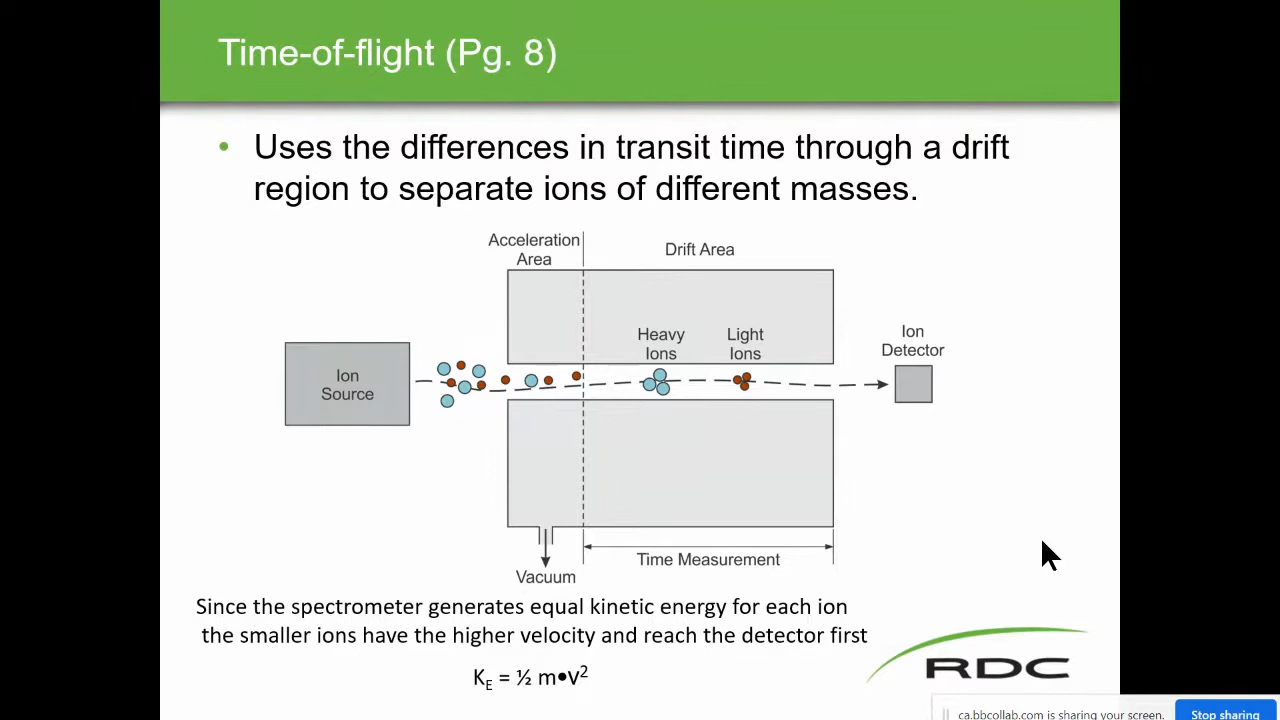 Time-of-flight (Pg. 8)
• Uses the differences in transit time through a drift
region to separate ions of different masses.
Acceleration
Area
Drift Area
Heavy
Ions
Light
Ions
Ion
Detector
Ion
Source
Time Measurement
Vacuum
Since the spectrometer generates equal kinetic energy for each ion
the smaller ions have the higher velocity and reach the detector first
KE = ½ m•v²
RDC
ca.bbcollab.com is sharing your screen.
Stop sharing